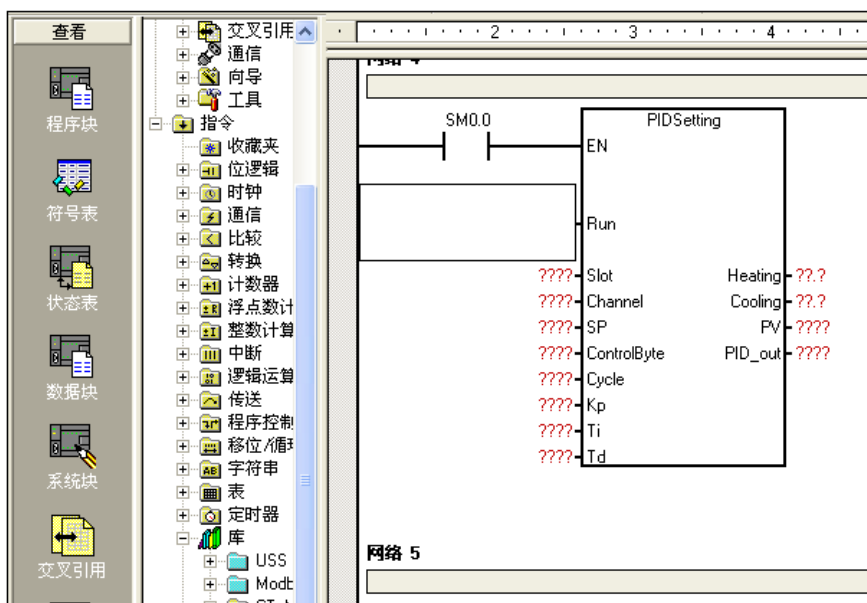 查看
程序块
符号表
状态表
数据块
系统块
交叉引用
交叉引用
通信
向导
工具
指令
收藏夹
位逻辑
时钟
通信
比较
转换
计数器
浮点数计
整数计算
中断
逻辑运算
传送
程序控制
移位/循环
字符串
表
定时器
库
USS
Modb
2 3 4
网络 4
SM0.0
PIDSetting
EN
Run
???? Slot Heating ??.?
???? Channel Cooling ??.?
???? SP PV ????
???? ControlByte PID_out ????
???? Cycle
???? Kp
???? Ti
???? Td
网络 5